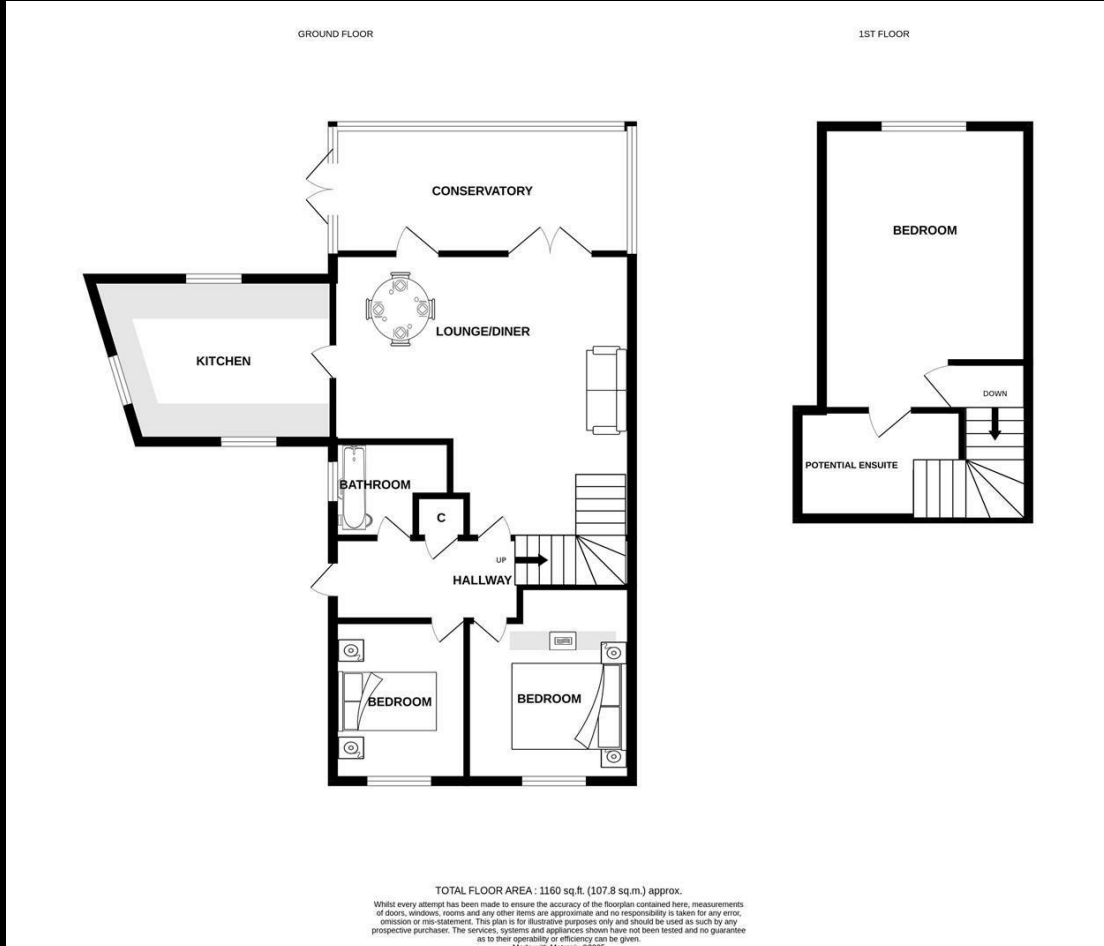 GROUND FLOOR
1ST FLOOR
CONSERVATORY
BEDROOM
LOUNGE/DINER
KITCHEN
DOWN
POTENTIAL ENSUITE
BATHROOM
C
UP
HALLWAY
BEDROOM
BEDROOM
TOTAL FLOOR AREA : 1160 sq.ft. (107.8 sq.m.) approx.
Whilst every attempt has been made to ensure the accuracy of the floorplan contained here, measurements
of doors, windows, rooms and any other items are approximate and no responsibility is taken for any error,
omission or mis-statement. This plan is for illustrative purposes only and should be used as such by any
prospective purchaser. The services, systems and appliances shown have not been tested and no guarantee
as to their operability or efficiency can be given.
Made with Metropix ©2025